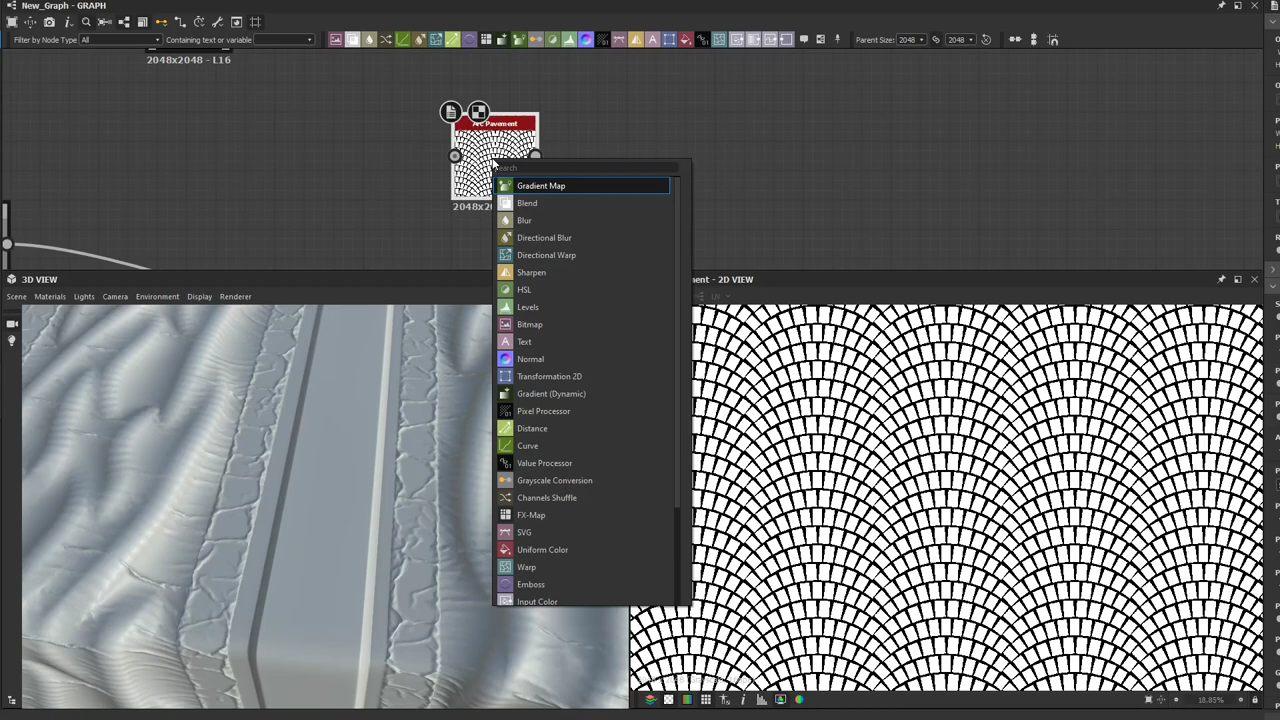 New_Graph - GRAPH
Filter by Node Type All Containing text or variable Parent Size: 2048 2048
2048x2048 - L16
Arc Pavement
Gradient Map
Blend
Blur
Directional Blur
Directional Warp
Sharpen
HSL
Levels
Bitmap
Text
Normal
Transformation 2D
Gradient (Dynamic)
Pixel Processor
Distance
Curve
Value Processor
Grayscale Conversion
Channels Shuffle
FX-Map
SVG
Uniform Color
Warp
Emboss
Input Color
3D VIEW
Scene Materials Lights Camera Environment Display Renderer
- 2D VIEW
UV
18.85%